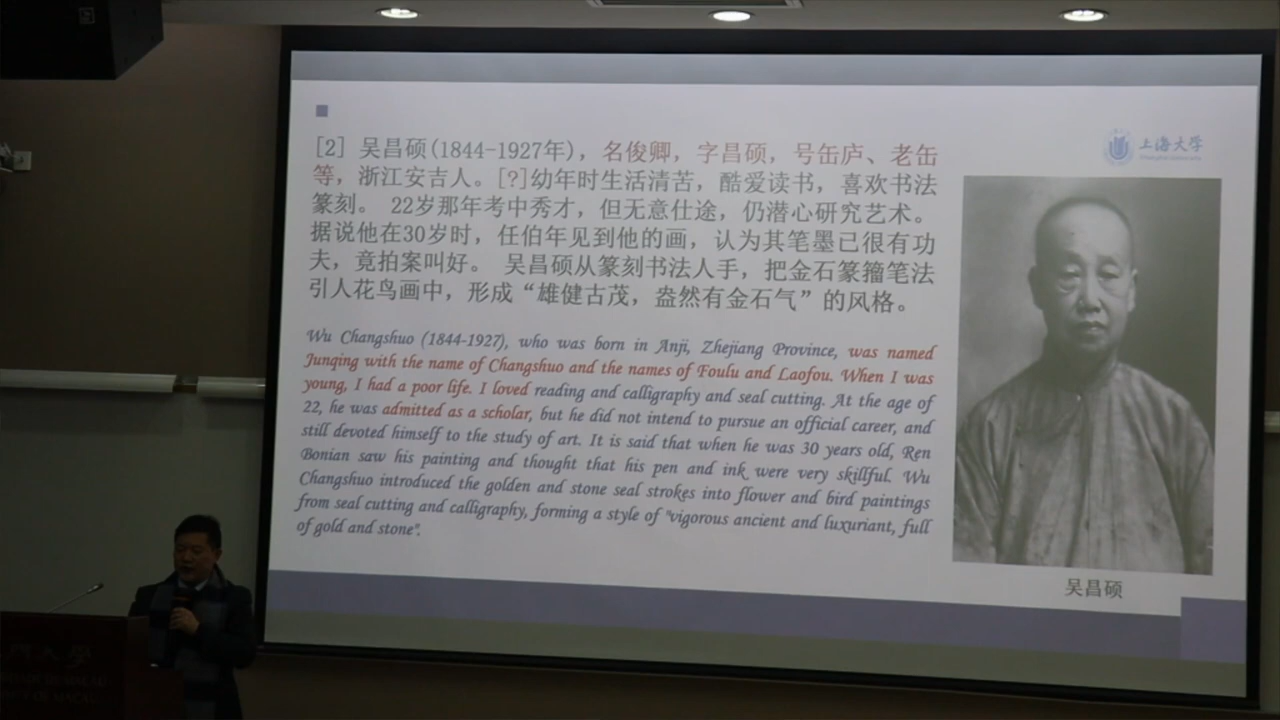 [2] 吴昌硕(1844-1927年)，名俊卿，字昌硕，号缶庐、老缶
等，浙江安吉人。[?]幼年时生活清苦，酷爱读书，喜欢书法
篆刻。 22岁那年考中秀才，但无意仕途，仍潜心研究艺术。
据说他在30岁时，任伯年见到他的画，认为其笔墨已很有功
夫，竟拍案叫好。 吴昌硕从篆刻书法人手，把金石篆籀笔法
引人花鸟画中，形成“雄健古茂，盎然有金石气”的风格。
上海大学
Wu Changshuo (1844-1927), who was born in Anji, Zhejiang Province, was named
Junqing with the name of Changshuo and the names of Foulu and Laofou. When I was
young, I had a poor life. I loved reading and calligraphy and seal cutting. At the age of
22, he was admitted as a scholar, but he did not intend to pursue an official career, and
still devoted himself to the study of art. It is said that when he was 30 years old, Ren
Bonian saw his painting and thought that his pen and ink were very skillful. Wu
Changshuo introduced the golden and stone seal strokes into flower and bird paintings
from seal cutting and calligraphy, forming a style of "vigorous ancient and luxuriant, full
of gold and stone".
吴昌硕
門大學